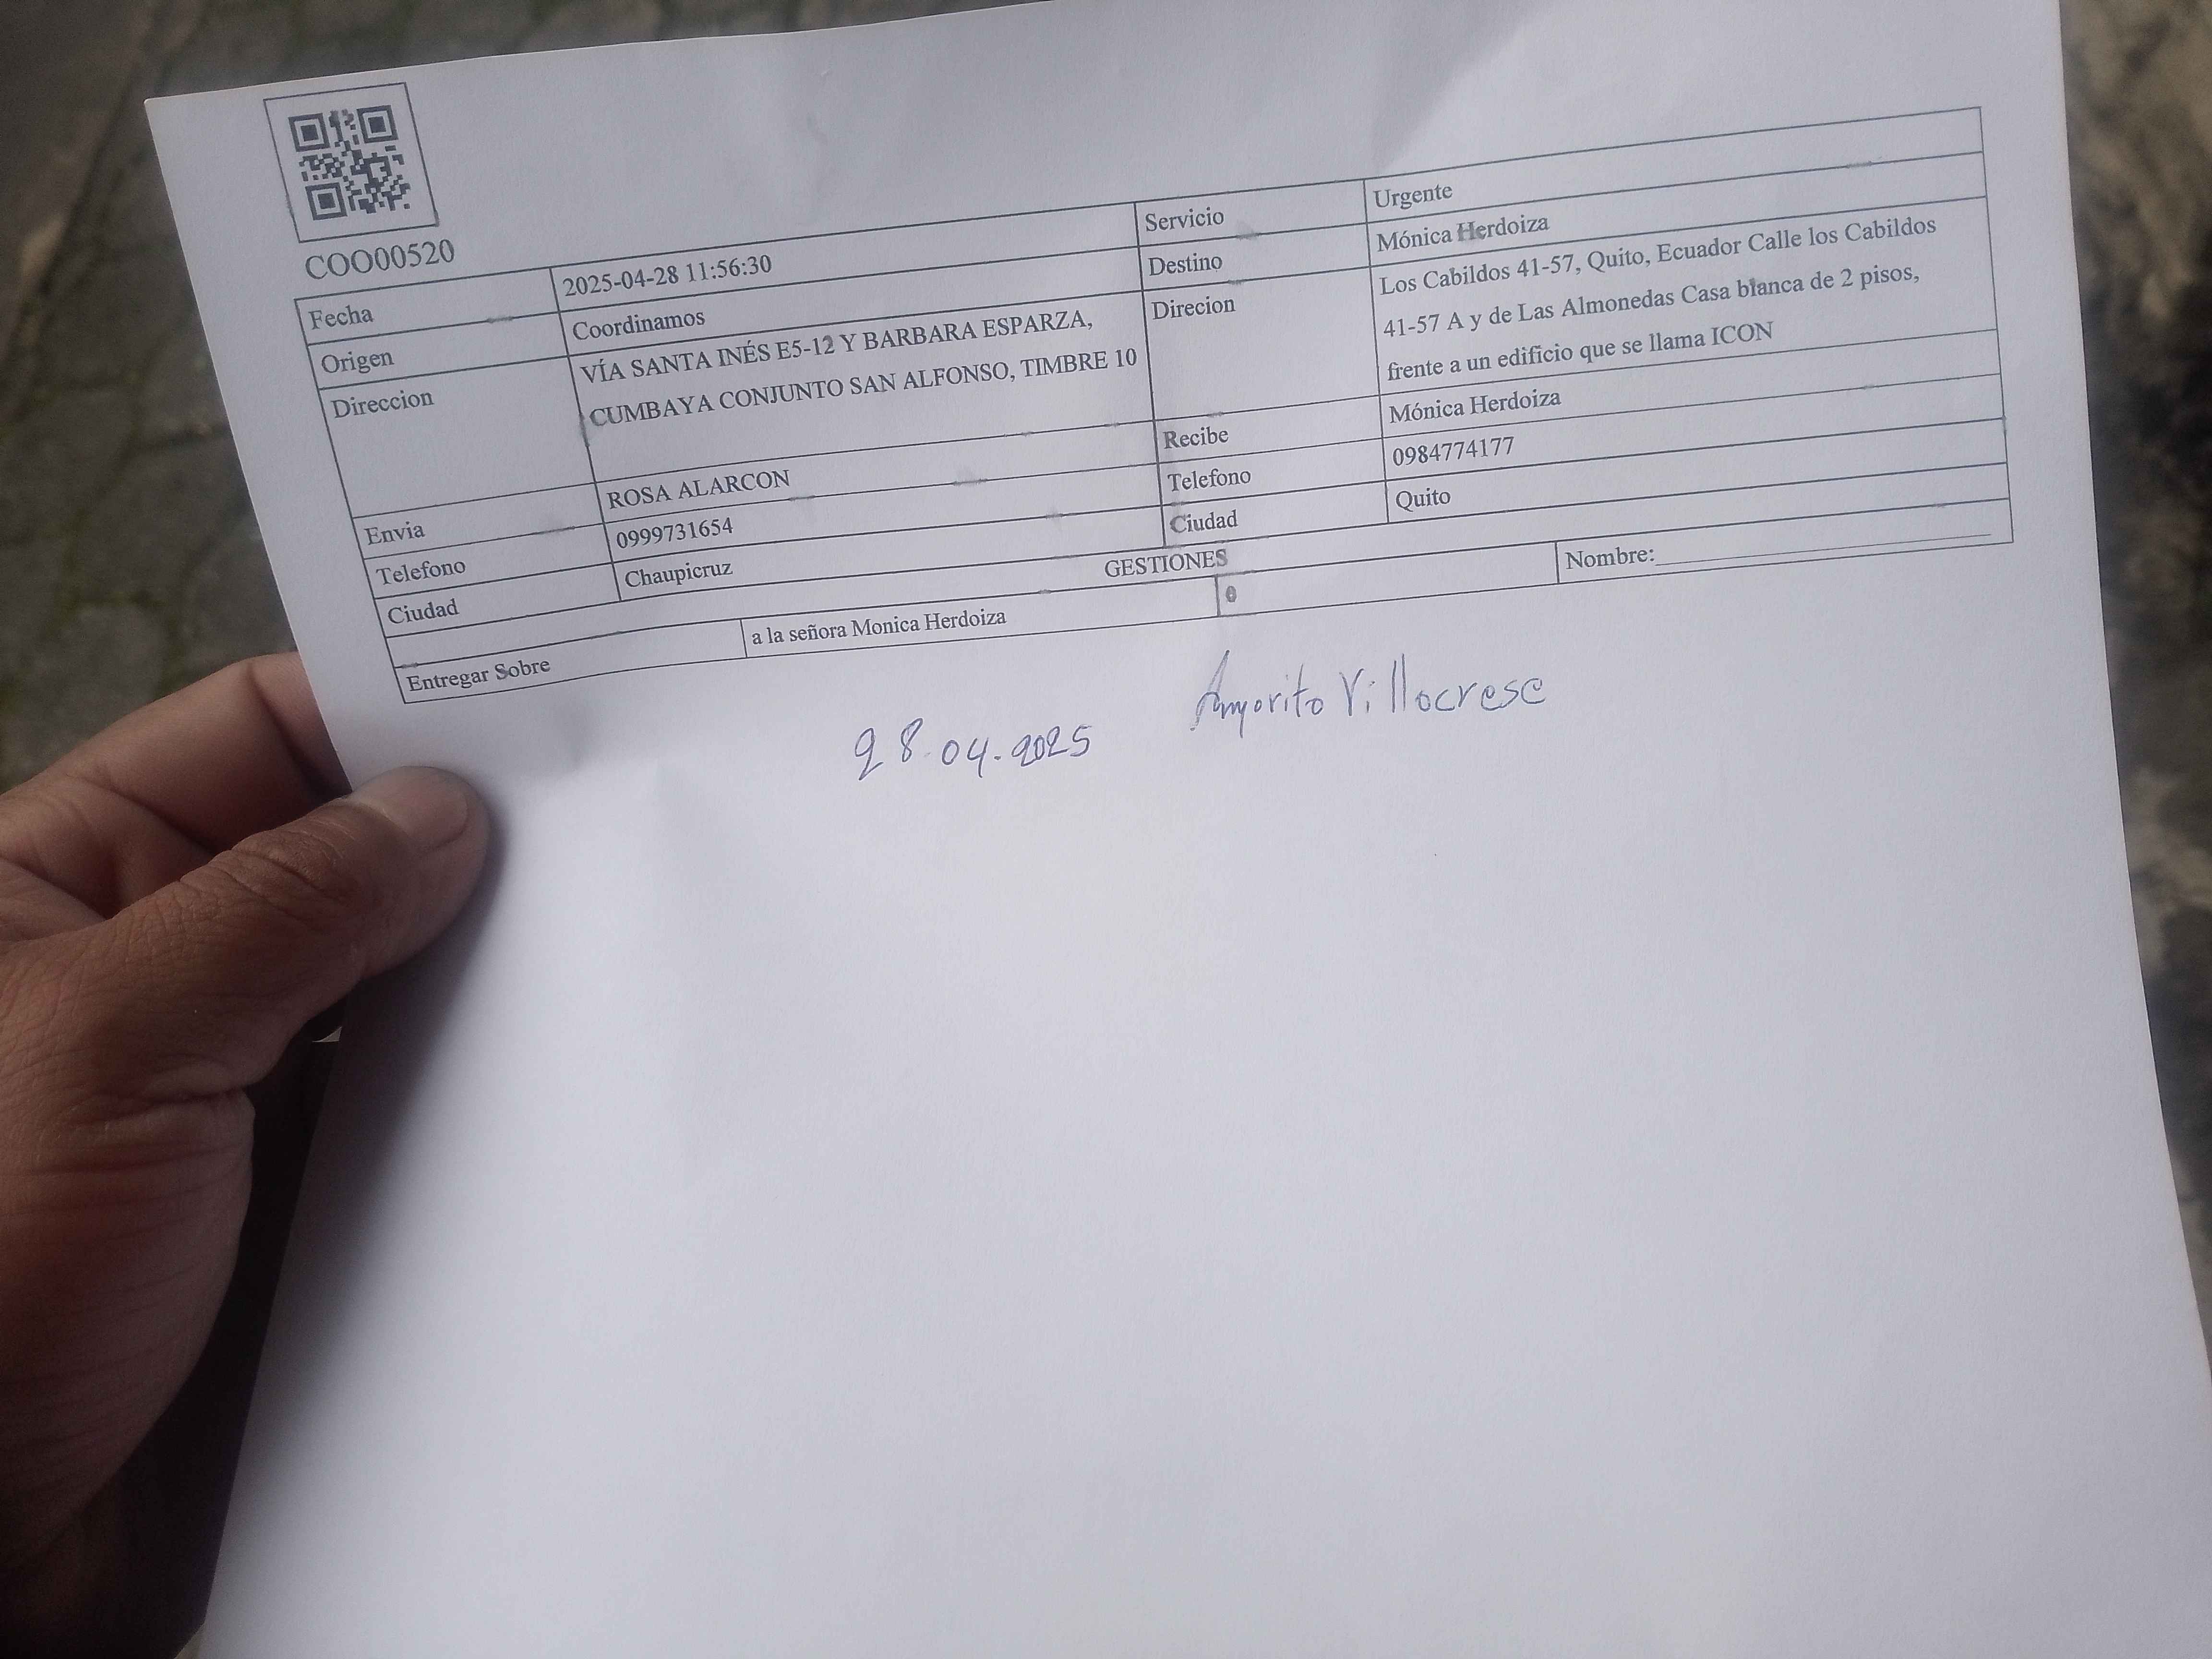 COO00520
Fecha 2025-04-28 11:56:30 Servicio Urgente
Origen Coordinamos Destino Mónica Herdoiza
Direccion VÍA SANTA INÉS E5-12 Y BARBARA ESPARZA, Direcion Los Cabildos 41-57, Quito, Ecuador Calle los Cabildos
CUMBAYA CONJUNTO SAN ALFONSO, TIMBRE 10 41-57 A y de Las Almonedas Casa blanca de 2 pisos,
frente a un edificio que se llama ICON
Envia ROSA ALARCON Recibe Mónica Herdoiza
Telefono 0999731654 Telefono 0984774177
Ciudad Chaupicruz Ciudad Quito
GESTIONES
Entregar Sobre a la señora Monica Herdoiza 0 Nombre:
28.04.2025 Villocrese